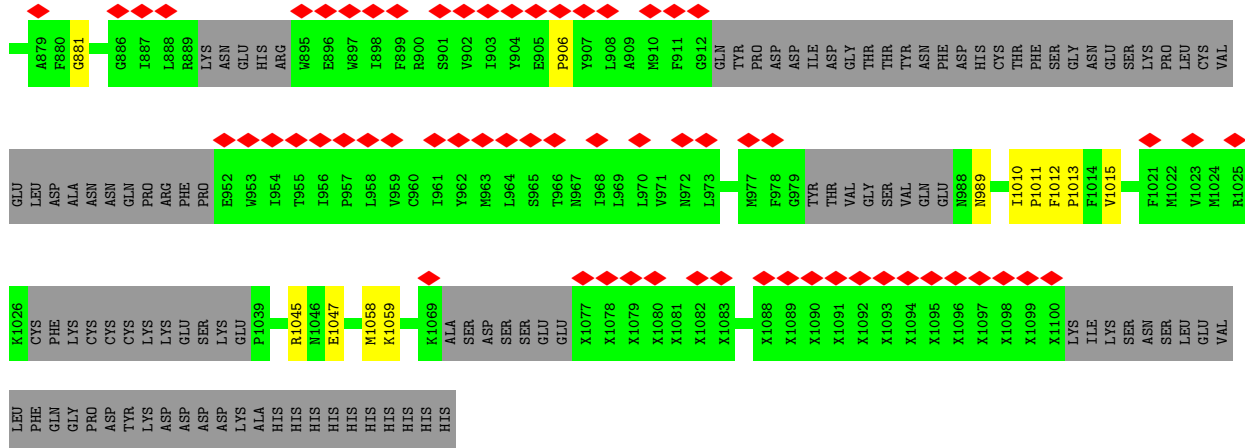 A879 F880 G881 G886 I887 L888 R889 LYS ASN GLU HIS ARG W895 E896 W897 I898 F899 R900 S901 V902 I903 Y904 E905 P906 Y907 L908 A909 M910 F911 G912 GLN TYR PRO ASP ASP ILE ASP GLY THR THR TYR ASN PHE ASP HIS CYS THR PHE SER GLY ASN GLU SER LYS PRO LEU CYS VAL
GLU LEU ASP ALA ASN ASN GLN PRO ARG PHE PRO E952 W953 I954 T955 I956 P957 L958 V959 C960 I961 Y962 M963 L964 S965 T966 N967 I968 L969 L970 V971 N972 L973 M977 F978 G979 TYR THR VAL GLY SER VAL GLN GLU N988 N989 I1010 P1011 F1012 P1013 F1014 V1015 F1021 M1022 V1023 M1024 R1025
K1026 CYS PHE LYS CYS CYS CYS LYS LYS GLU SER LYS GLU P1039 R1045 N1046 E1047 M1058 K1059 K1069 ALA SER ASP SER SER GLU GLU X1077 X1078 X1079 X1080 X1081 X1082 X1083 X1088 X1089 X1090 X1091 X1092 X1093 X1094 X1095 X1096 X1097 X1098 X1099 X1100 LYS ILE LYS SER ASN SER LEU GLU VAL
LEU PHE GLN GLY PRO ASP TYR LYS ASP ASP ASP ASP LYS ALA HIS HIS HIS HIS HIS HIS HIS HIS HIS HIS